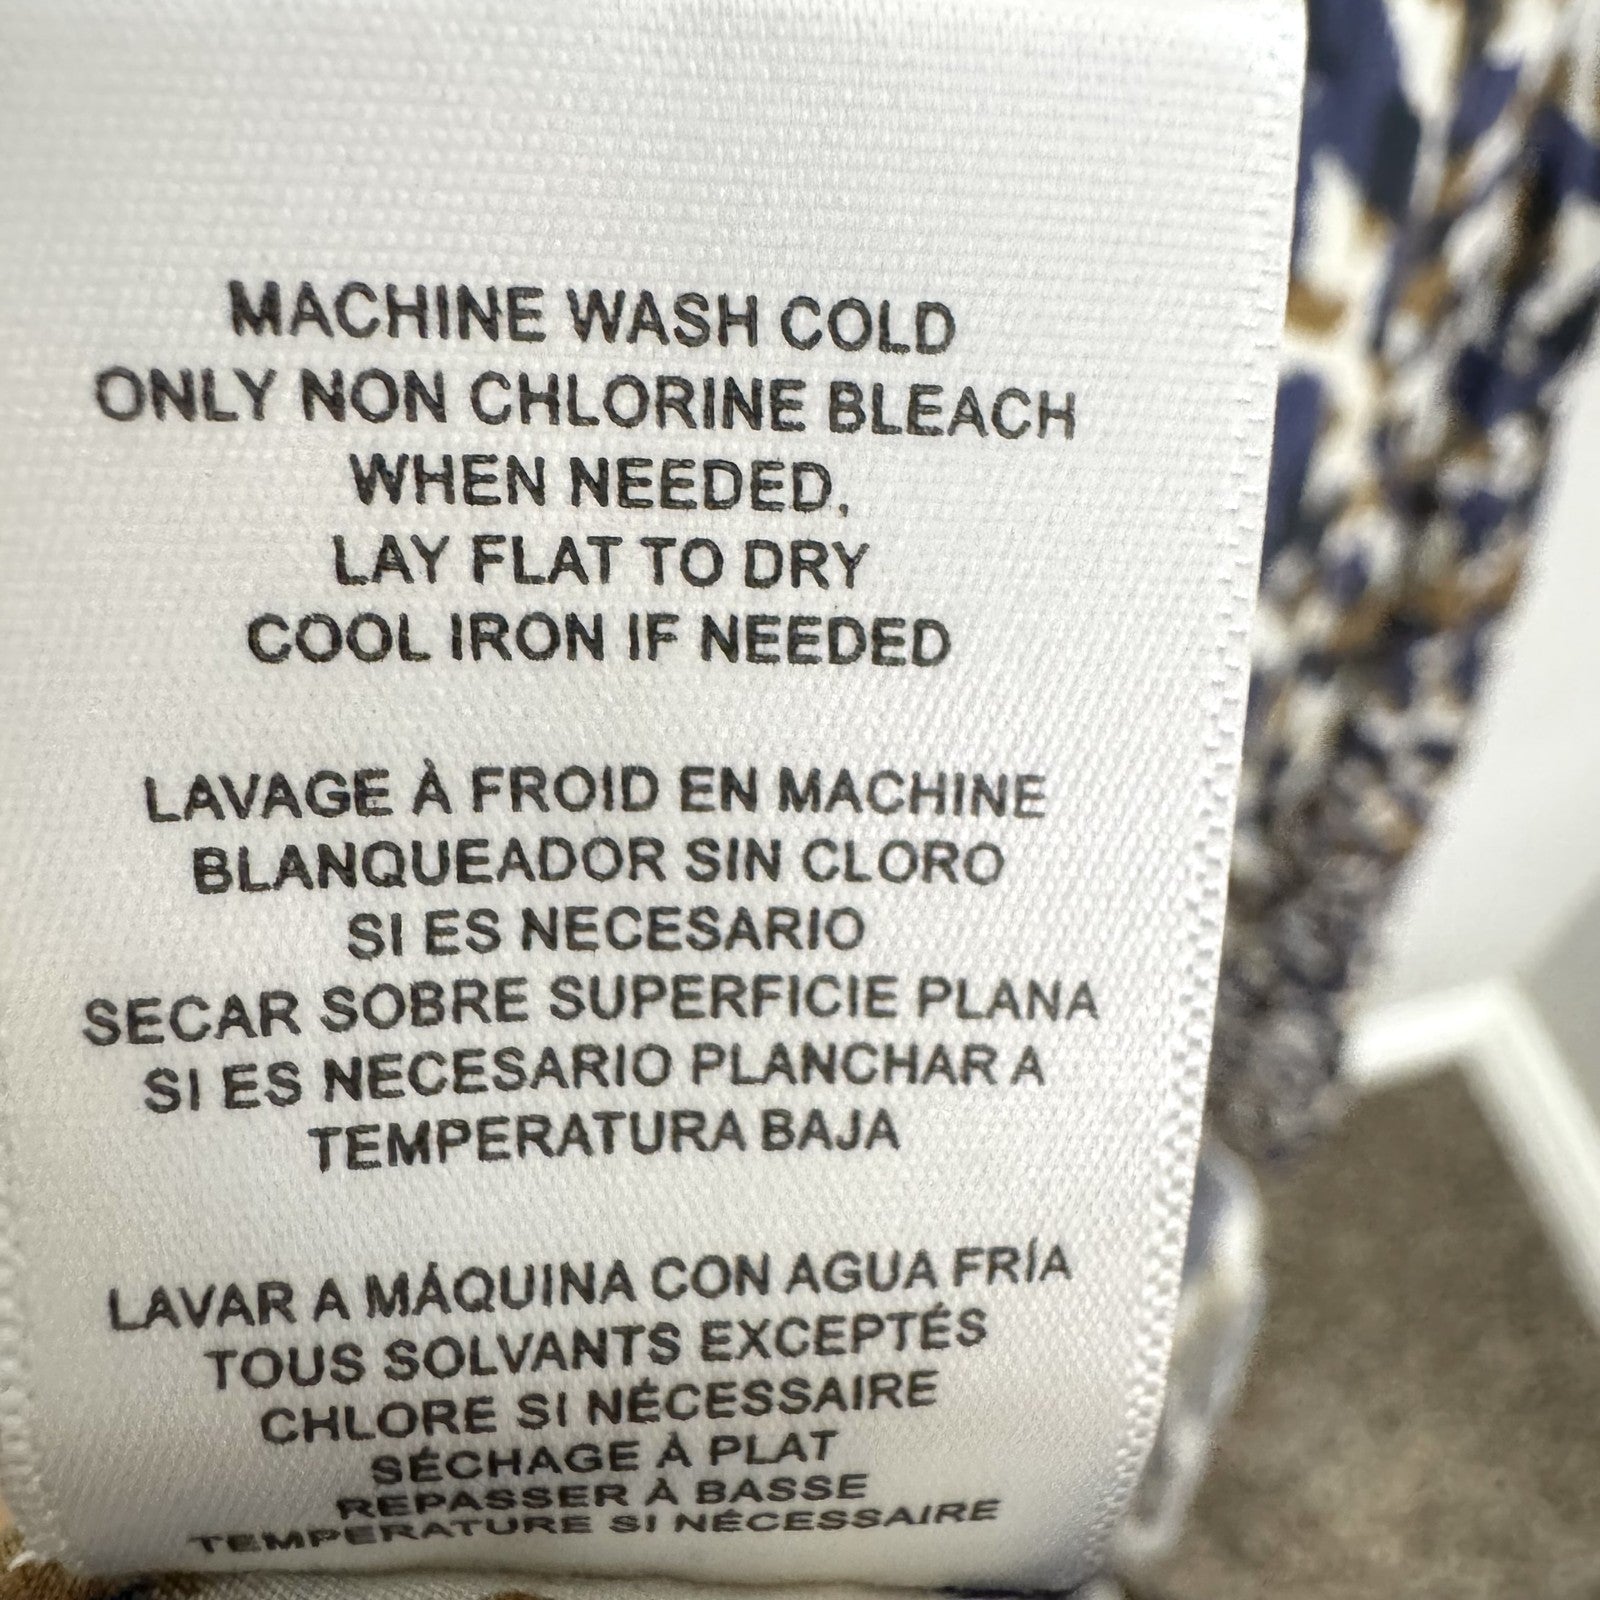 MACHINE WASH COLD
ONLY NON CHLORINE BLEACH
WHEN NEEDED,
LAY FLAT TO DRY
COOL IRON IF NEEDED
LAVAGE À FROID EN MACHINE
BLANQUEADOR SIN CLORO
SI ES NECESARIO
SECAR SOBRE SUPERFICIE PLANA
SI ES NECESARIO PLANCHAR A
TEMPERATURA BAJA
LAVAR A MÁQUINA CON AGUA FRÍA
TOUS SOLVANTS EXCEPTÉS
CHLORE SI NÉCESSAIRE
SÉCHAGE À PLAT
REPASSER À BASSE
TEMPERATURE SI NÉCESSAIRE